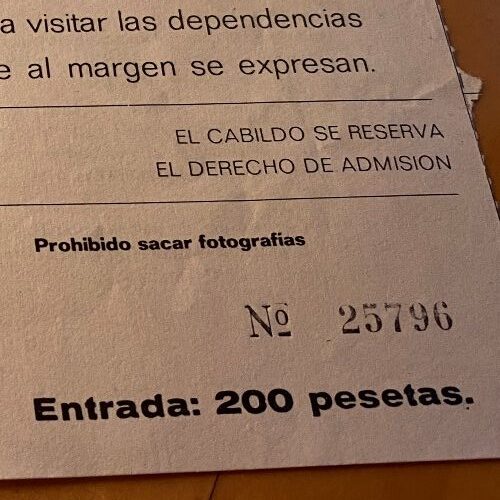 a visitar las dependencias
e al margen se expresan.
EL CABILDO SE RESERVA
EL DERECHO DE ADMISION
Prohibido sacar fotografías
Nº 25796
Entrada: 200 pesetas.